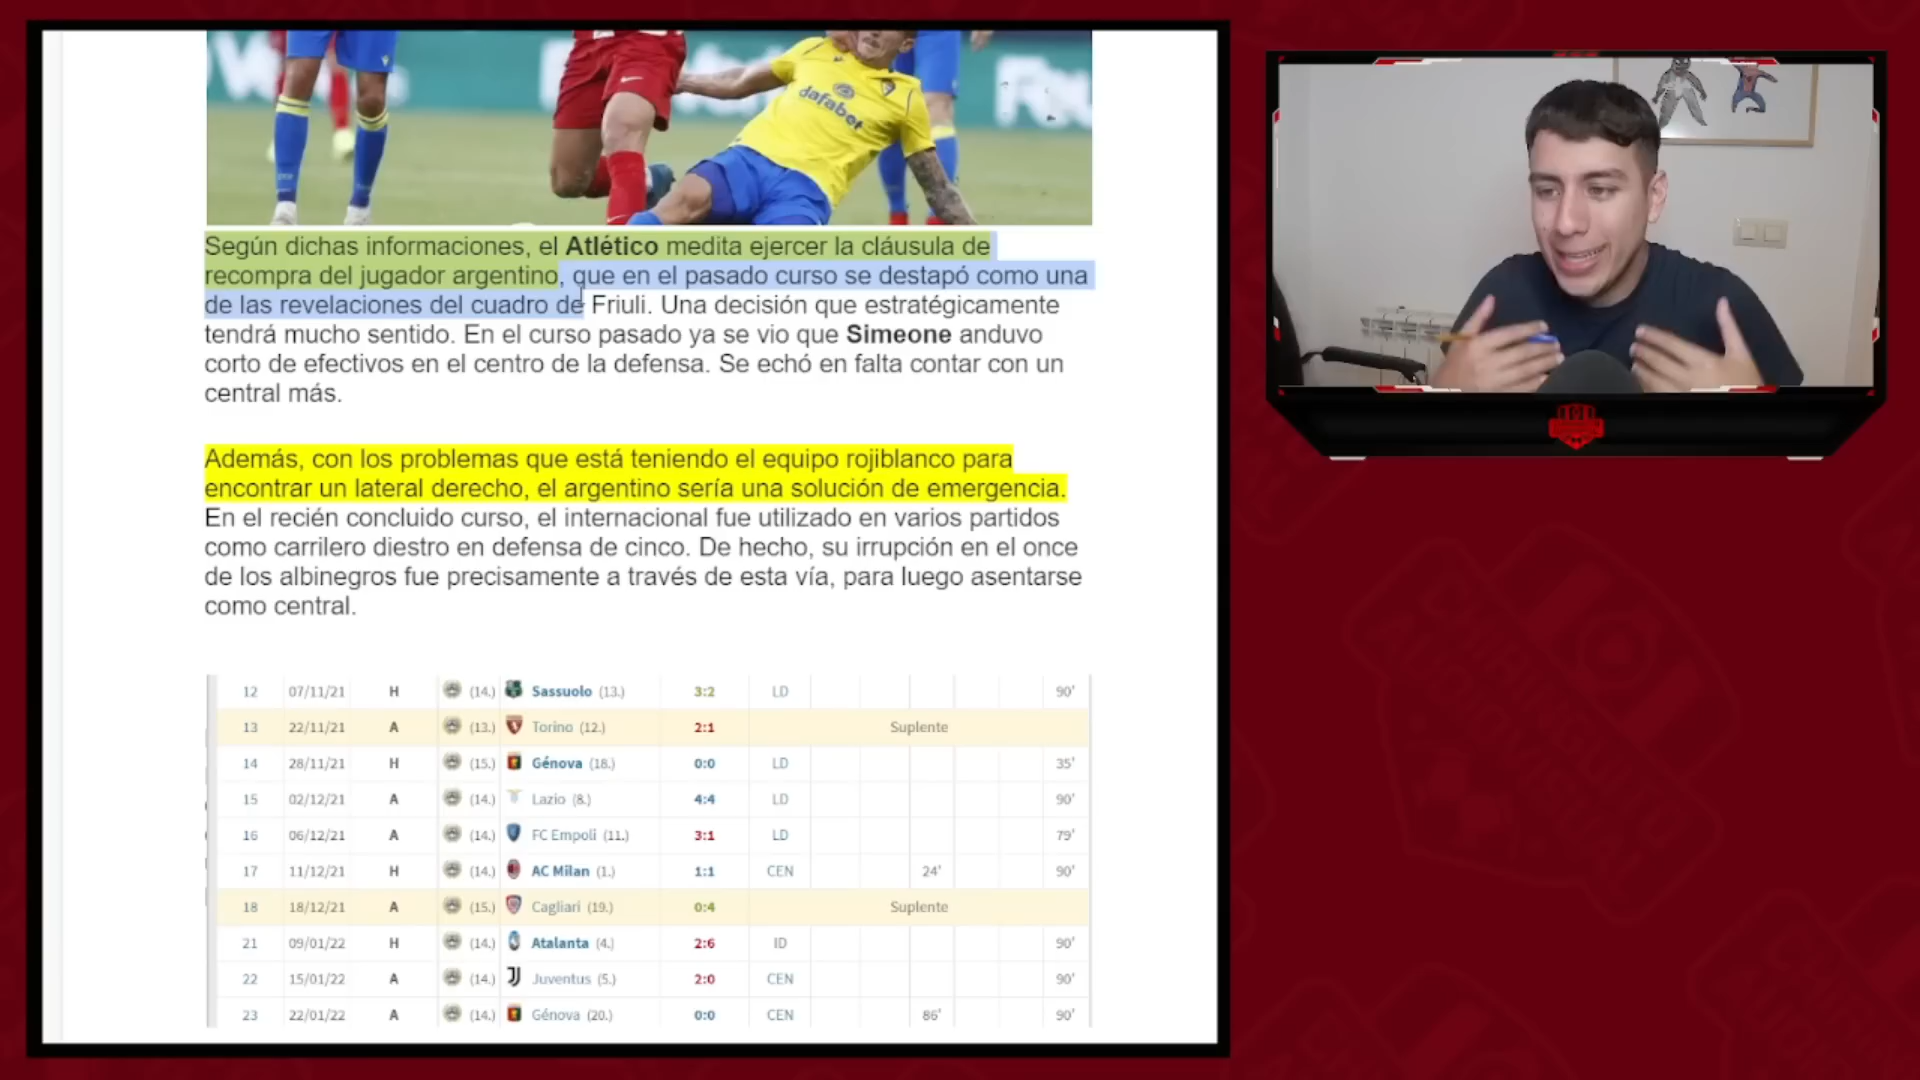 dafabet
Según dichas informaciones, el Atlético medita ejercer la cláusula de
recompra del jugador argentino, que en el pasado curso se destapó como una
de las revelaciones del cuadro de Friuli. Una decisión que estratégicamente
tendrá mucho sentido. En el curso pasado ya se vio que Simeone anduvo
corto de efectivos en el centro de la defensa. Se echó en falta contar con un
central más.
Además, con los problemas que está teniendo el equipo rojiblanco para
encontrar un lateral derecho, el argentino sería una solución de emergencia.
En el recién concluido curso, el internacional fue utilizado en varios partidos
como carrilero diestro en defensa de cinco. De hecho, su irrupción en el once
de los albinegros fue precisamente a través de esta vía, para luego asentarse
como central.
12 07/11/21 H (14.) Sassuolo (13.) 3:2 LD 90'
13 22/11/21 A (13.) Torino (12.) 2:1 Suplente
14 28/11/21 H (15.) Génova (18.) 0:0 LD 35'
15 02/12/21 A (14.) Lazio (8.) 4:4 LD 90'
16 06/12/21 A (14.) FC Empoli (11.) 3:1 LD 79'
17 11/12/21 H (14.) AC Milan (1.) 1:1 CEN 24' 90'
18 18/12/21 A (15.) Cagliari (19.) 0:4 Suplente
21 09/01/22 H (14.) Atalanta (4.) 2:6 ID 90'
22 15/01/22 A (14.) Juventus (5.) 2:0 CEN 90'
23 22/01/22 A (14.) Génova (20.) 0:0 CEN 86' 90'